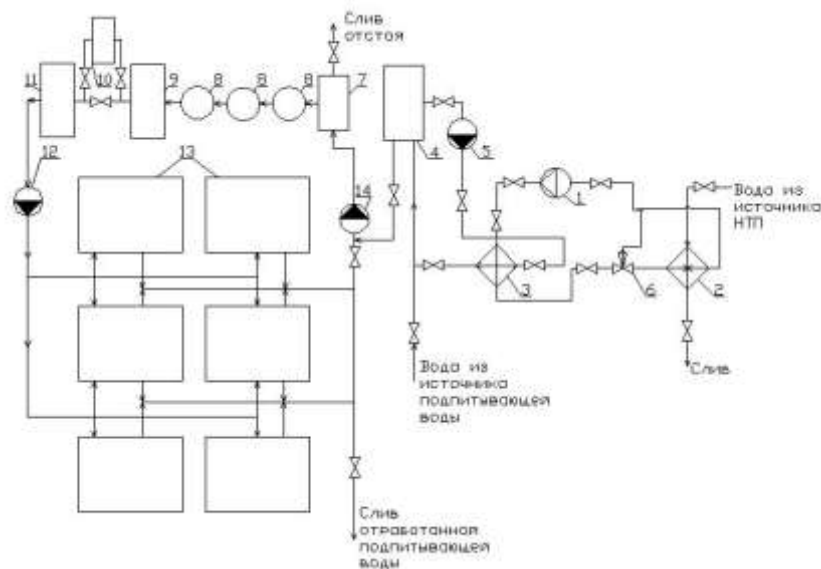 Слив
отстоя
11
10
9
8
8
8
7
4
5
12
13
14
1
Вода из
источника
НТП
3
6
2
Слив
Вода из
источника
подпитывающей
воды
Слив
отработанной
подпитывающей
воды